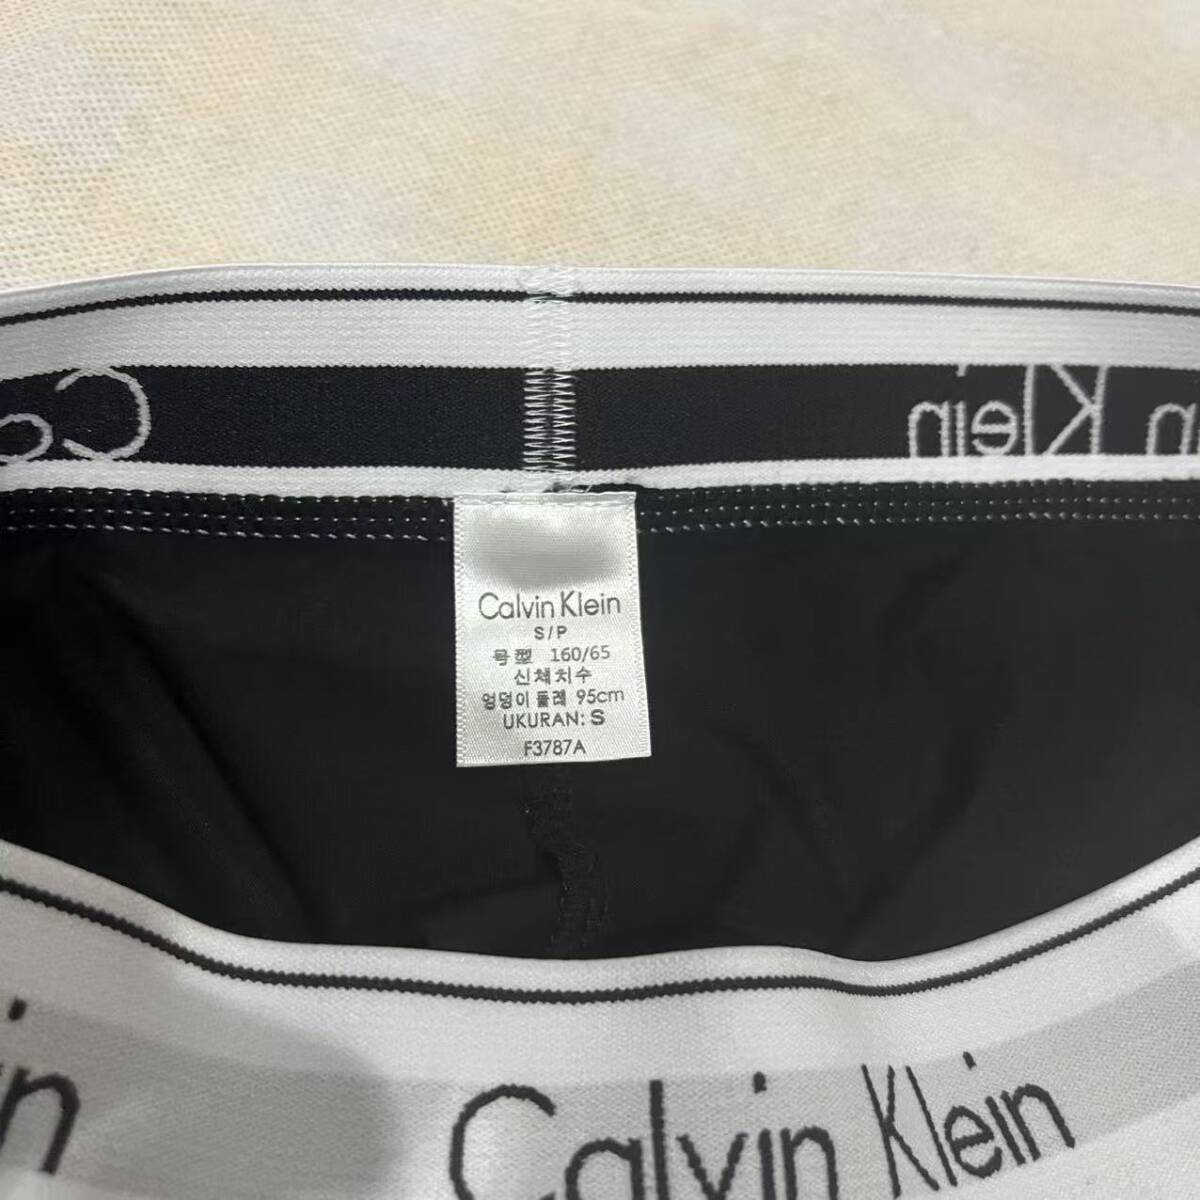 n Klein
Calvin Klein
S/P
号型 160/65
신체치수
엉덩이 둘레 95cm
UKURAN: S
F3787A
in
Calvin Klein